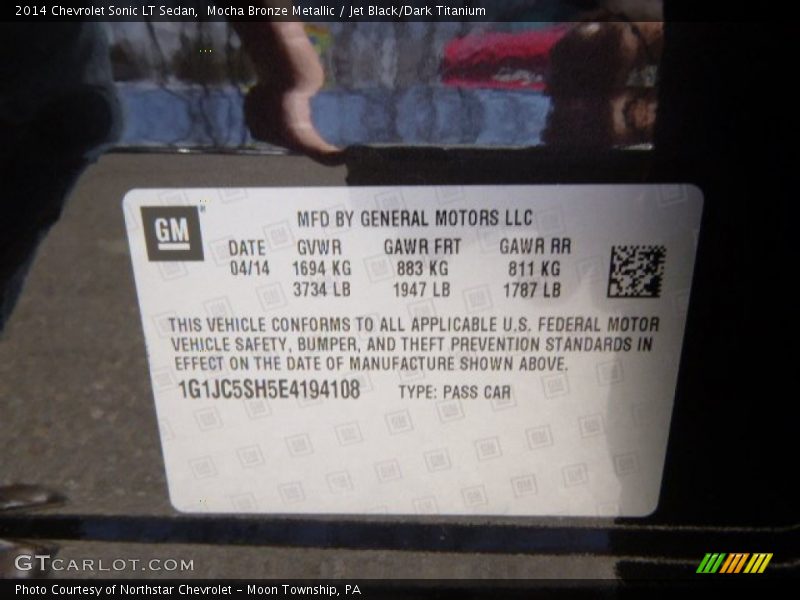 2014 Chevrolet Sonic LT Sedan, Mocha Bronze Metallic / Jet Black/Dark Titanium
GM®
MFD BY GENERAL MOTORS LLC
DATE GVWR GAWR FRT GAWR RR
04/14 1694 KG 883 KG 811 KG
3734 LB 1947 LB 1787 LB
THIS VEHICLE CONFORMS TO ALL APPLICABLE U.S. FEDERAL MOTOR
VEHICLE SAFETY, BUMPER, AND THEFT PREVENTION STANDARDS IN
EFFECT ON THE DATE OF MANUFACTURE SHOWN ABOVE.
1G1JC5SH5E4194108 TYPE: PASS CAR
GTCARLOT.COM
Photo Courtesy of Northstar Chevrolet - Moon Township, PA